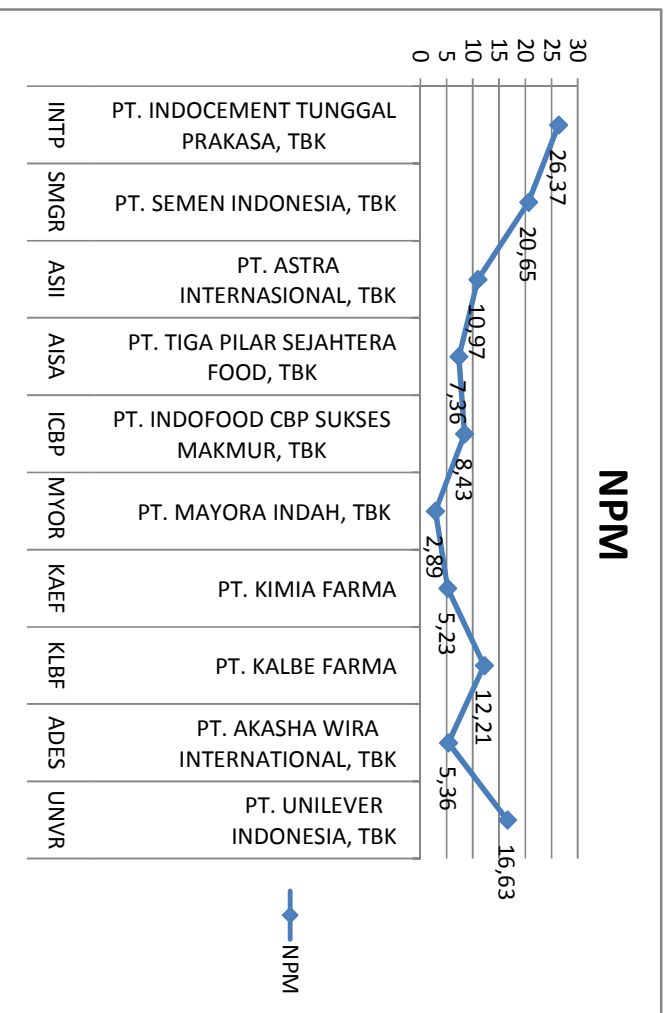 NPM
30
25
20
15
10
5
0
26,37
20,65
10,97
7,36
8,43
2,89
5,23
12,21
5,36
16,63
PT. INDOCEMENT TUNGGAL
PRAKASA, TBK
PT. SEMEN INDONESIA, TBK
PT. ASTRA
INTERNASIONAL, TBK
PT. TIGA PILAR SEJAHTERA
FOOD, TBK
PT. INDOFOOD CBP SUKSES
MAKMUR, TBK
PT. MAYORA INDAH, TBK
PT. KIMIA FARMA
PT. KALBE FARMA
PT. AKASHA WIRA
INTERNATIONAL, TBK
PT. UNILEVER
INDONESIA, TBK
INTP
SMGR
ASII
AISA
ICBP
MYOR
KAEF
KLBF
ADES
UNVR
NPM